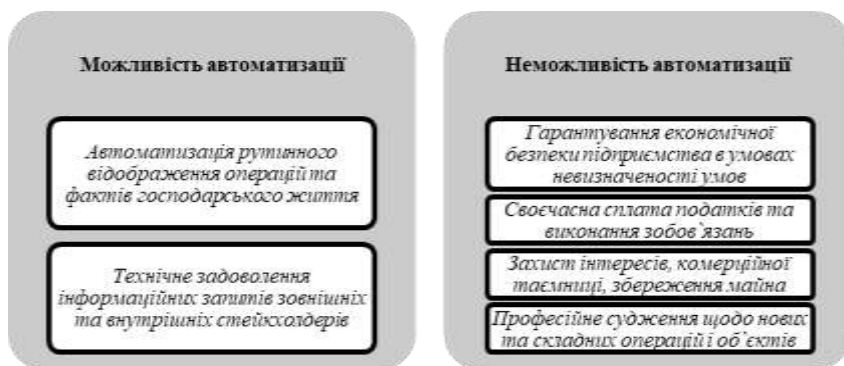 Можливість автоматизації
Автоматизація рутинного
відображення операцій та
фактів господарського життя
Технічне задоволення
інформаційних запитів зовнішніх
та внутрішніх стейкхолдерів
Неможливість автоматизації
Гарантування економічної
безпеки підприємства в умовах
невизначеності умов
Своєчасна сплата податків та
виконання зобов`язань
Захист інтересів, комерційної
таємниці, збереження майна
Професійне судження щодо нових
та складних операцій і об`єктів